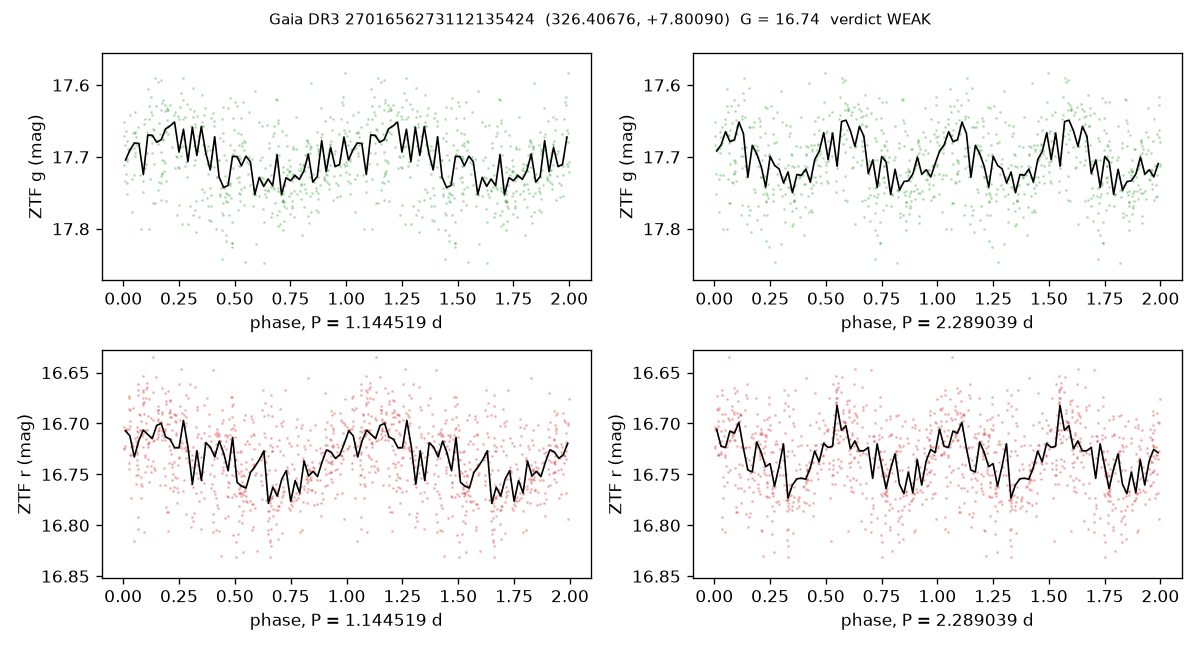 Gaia DR3 2701656273112135424 (326.40676, +7.80090) G = 16.74 verdict WEAK
ZTF g (mag)
17.6
17.7
17.8
0.00 0.25 0.50 0.75 1.00 1.25 1.50 1.75 2.00
phase, P = 1.144519 d
ZTF g (mag)
17.6
17.7
17.8
0.00 0.25 0.50 0.75 1.00 1.25 1.50 1.75 2.00
phase, P = 2.289039 d
ZTF r (mag)
16.65
16.70
16.75
16.80
16.85
0.00 0.25 0.50 0.75 1.00 1.25 1.50 1.75 2.00
phase, P = 1.144519 d
ZTF r (mag)
16.65
16.70
16.75
16.80
16.85
0.00 0.25 0.50 0.75 1.00 1.25 1.50 1.75 2.00
phase, P = 2.289039 d